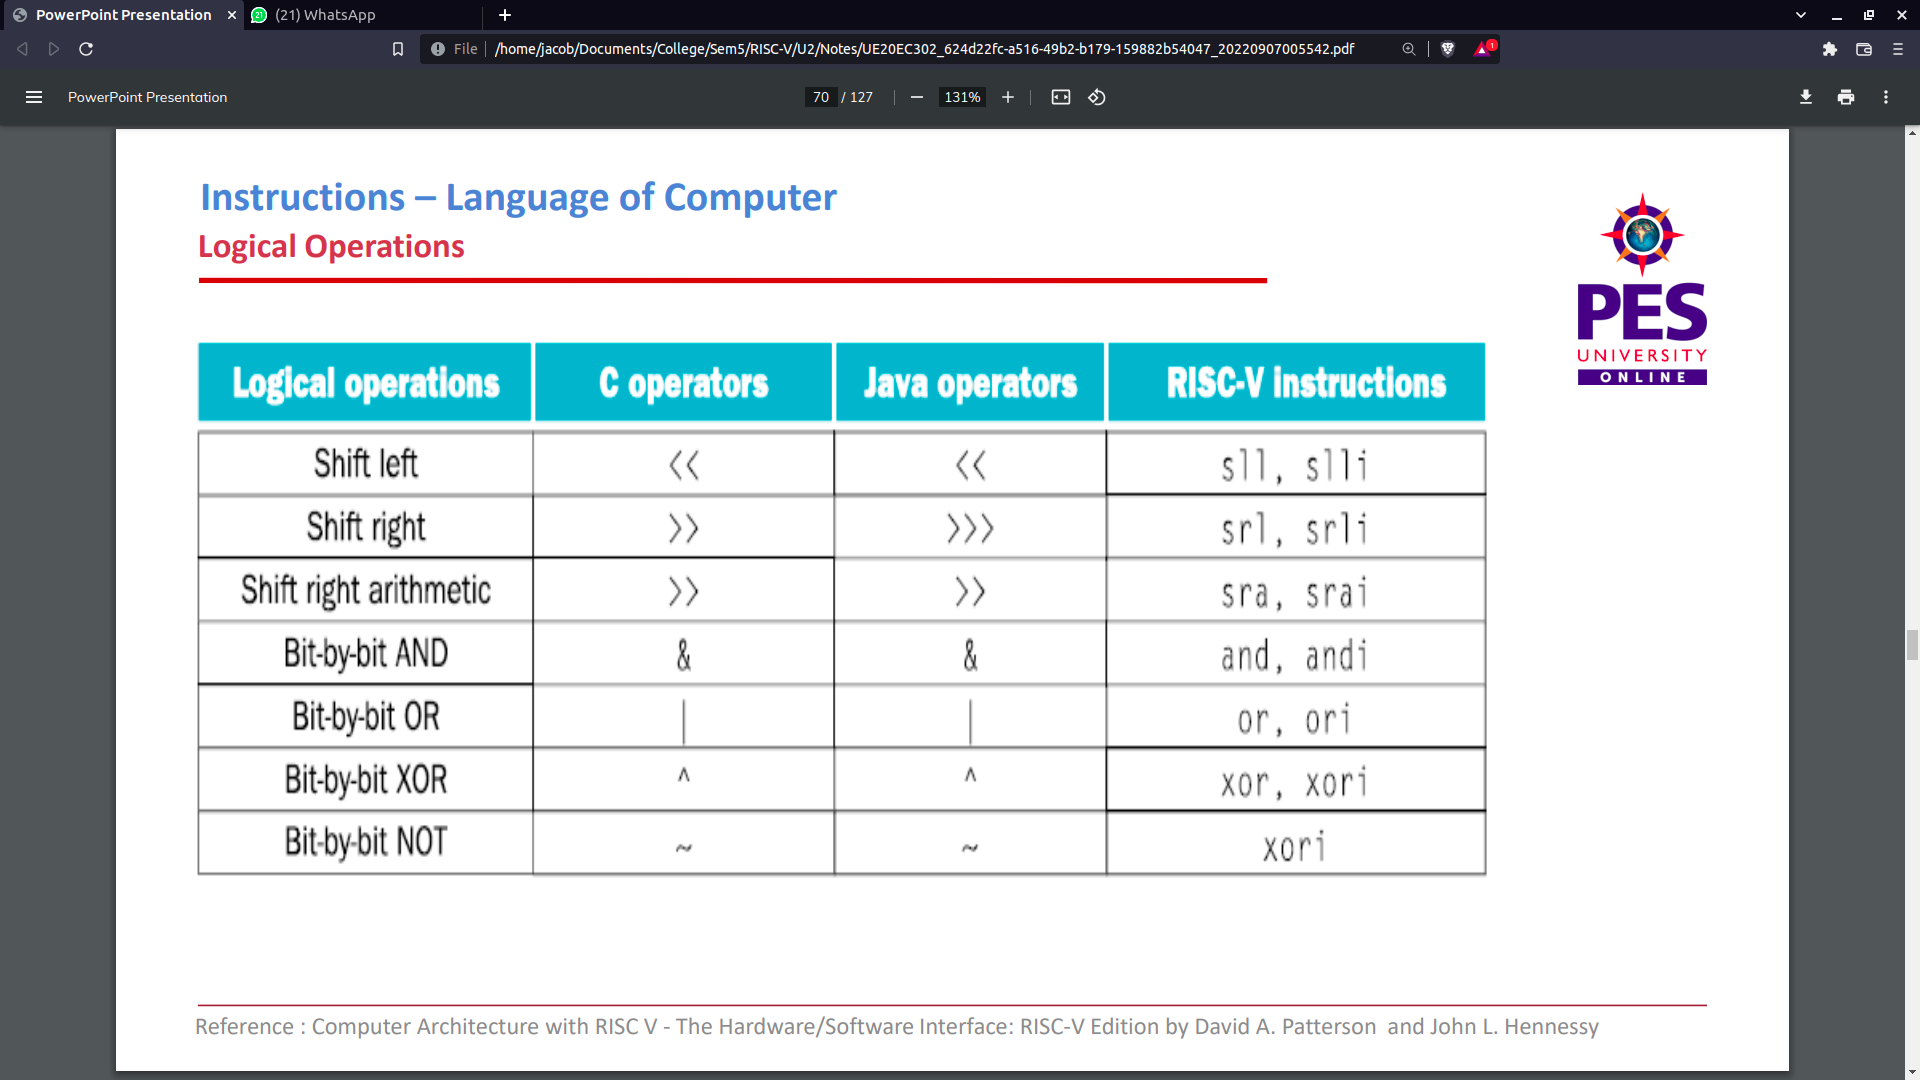 PowerPoint Presentation
(21) WhatsApp
File /home/jacob/Documents/College/Sem5/RISC-V/U2/Notes/UE20EC302_624d22fc-a516-49b2-b179-159882b54047_20220907005542.pdf
1
PowerPoint Presentation
70 / 127
131%
Instructions – Language of Computer
Logical Operations
PES
UNIVERSITY
ONLINE
Logical operations C operators Java operators RISC-V instructions
Shift left << << sll, slli
Shift right >> >>> srl, srli
Shift right arithmetic >> >> sra, srai
Bit-by-bit AND & & and, andi
Bit-by-bit OR | | or, ori
Bit-by-bit XOR ^ ^ xor, xori
Bit-by-bit NOT ~ ~ xori
Reference : Computer Architecture with RISC V - The Hardware/Software Interface: RISC-V Edition by David A. Patterson and John L. Hennessy